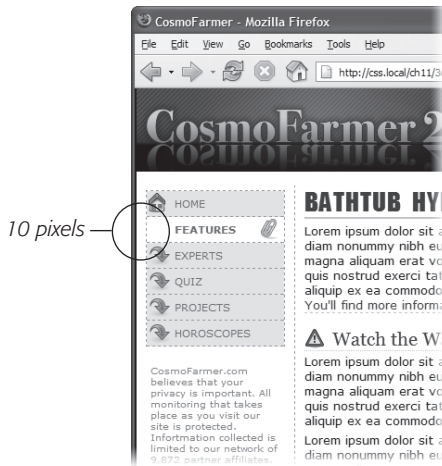 CosmoFarmer - Mozilla Firefox
File Edit View Go Bookmarks Tools Help
http://css.local/ch11/3
CosmoFarmer 2
10 pixels
HOME
FEATURES
EXPERTS
QUIZ
PROJECTS
HOROSCOPES
CosmoFarmer.com
believes that your
privacy is important. All
monitoring that takes
place as you visit our
site is protected.
Information collected is
limited to our network of
9,872 partner affiliates.
BATHTUB HY
Lorem ipsum dolor sit a
diam nonummy nibh eu
magna aliquam erat vo
quis nostrud exerci tat
aliquip ex ea commodo
You'll find more informa
Watch the W
Lorem ipsum dolor sit a
diam nonummy nibh eu
magna aliquam erat vo
quis nostrud exerci tat
aliquip ex ea commodo
Lorem ipsum dolor sit a
diam nonummy nibh eu